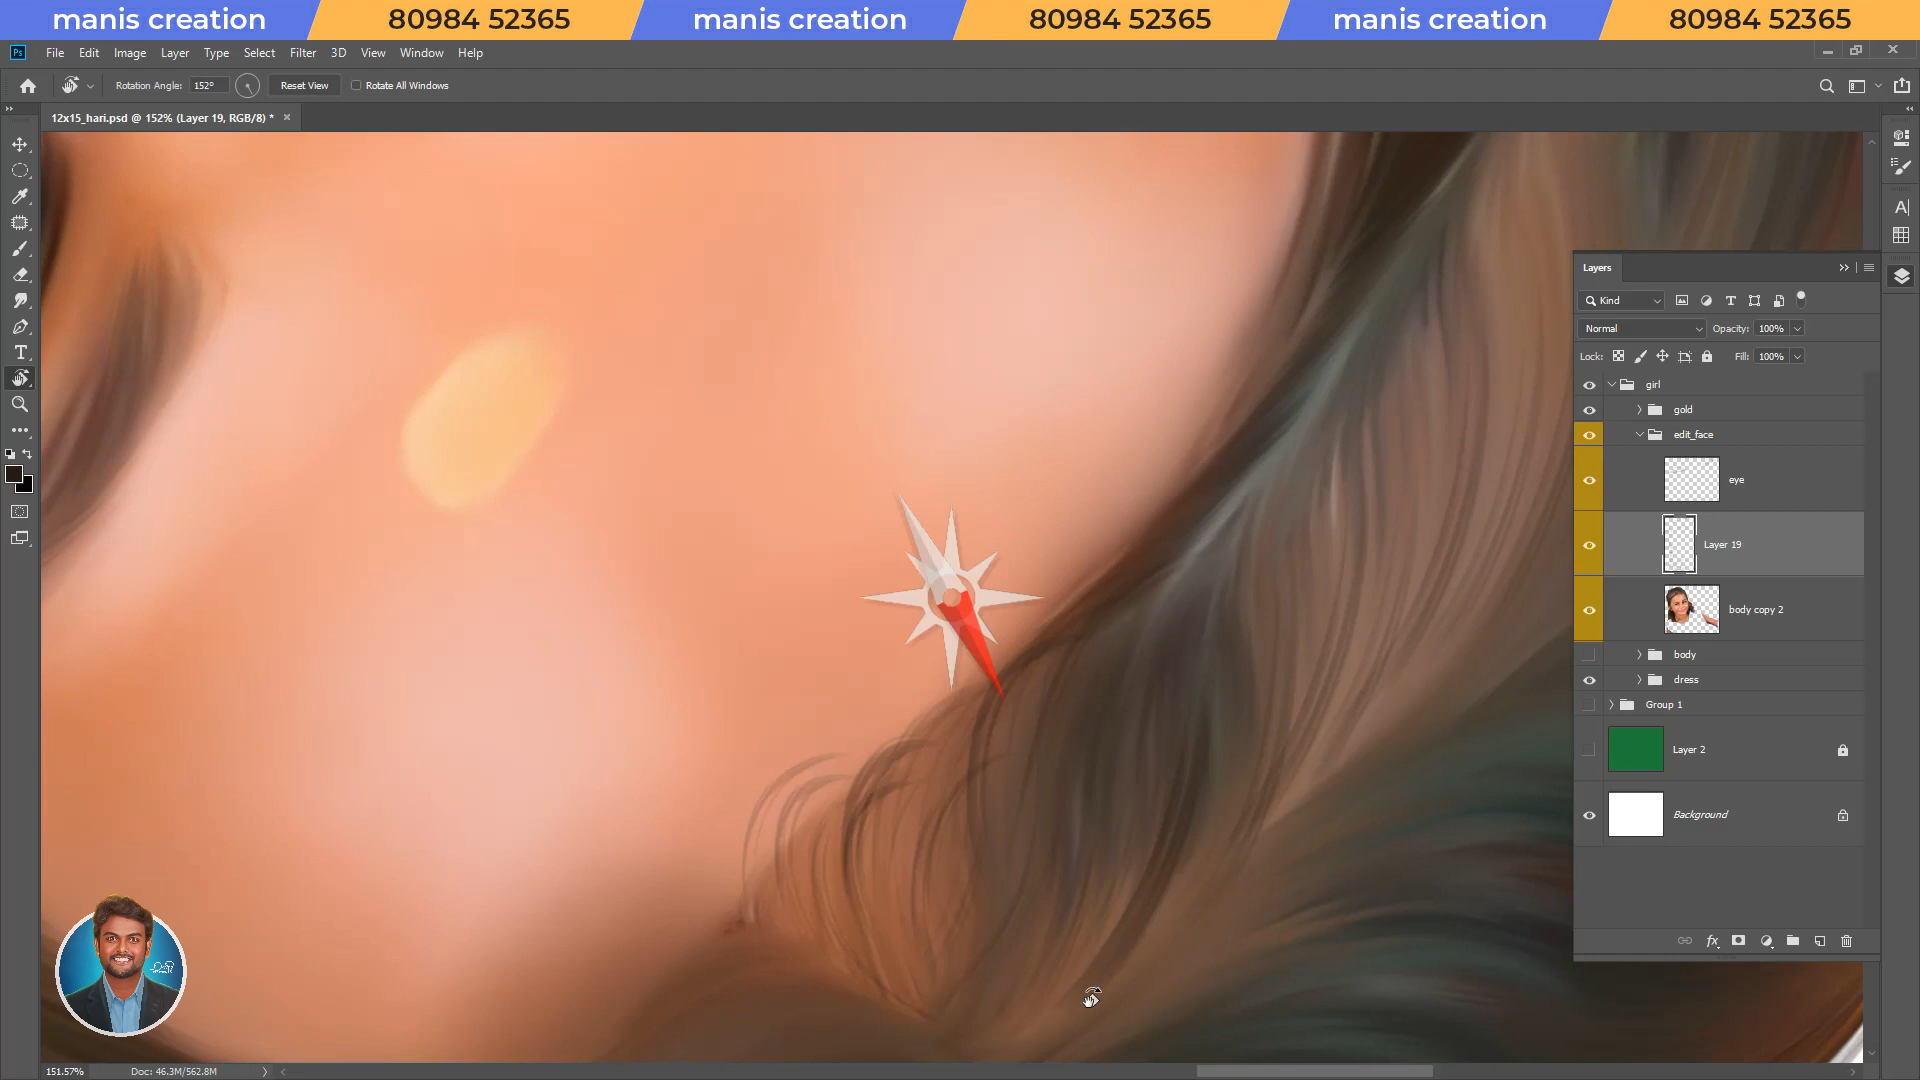 manis creation 80984 52365 manis creation 80984 52365 manis creation 80984 52365
Ps File Edit Image Layer Type Select Filter 3D View Window Help
Rotation Angle: 152° Reset View Rotate All Windows
12x15_hari.psd @ 152% (Layer 19, RGB/8) *
Layers
Kind
Normal Opacity: 100%
Lock: Fill: 100%
girl
gold
edit_face
eye
Layer 19
body copy 2
body
dress
Group 1
Layer 2
Background
151.57% Doc: 46.3M/562.8M